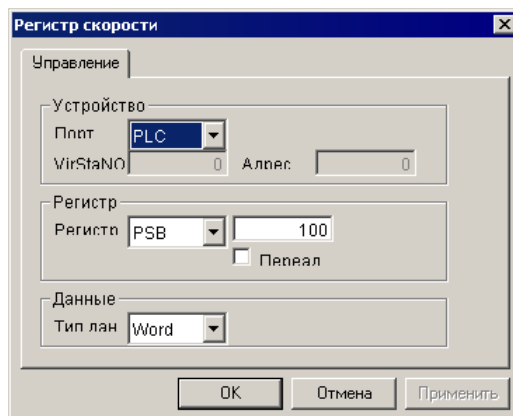 Регистр скорости
Управление
Устройство
Порт PLC
VirStaNO 0 Адрес 0
Регистр
Регистр PSB 100
Переад
Данные
Тип дан Word
OK Отмена Применить